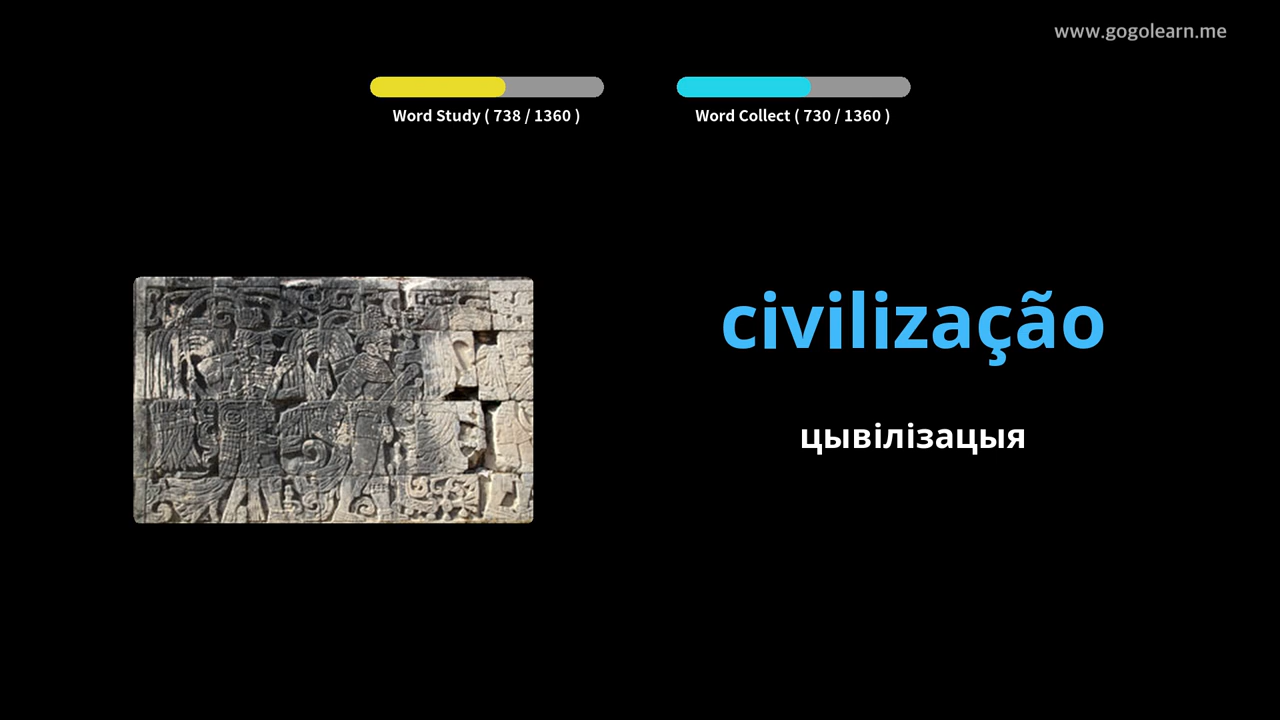 www.gogolearn.me
Word Study ( 738 / 1360 )
Word Collect ( 730 / 1360 )
civilização
цывілізацыя